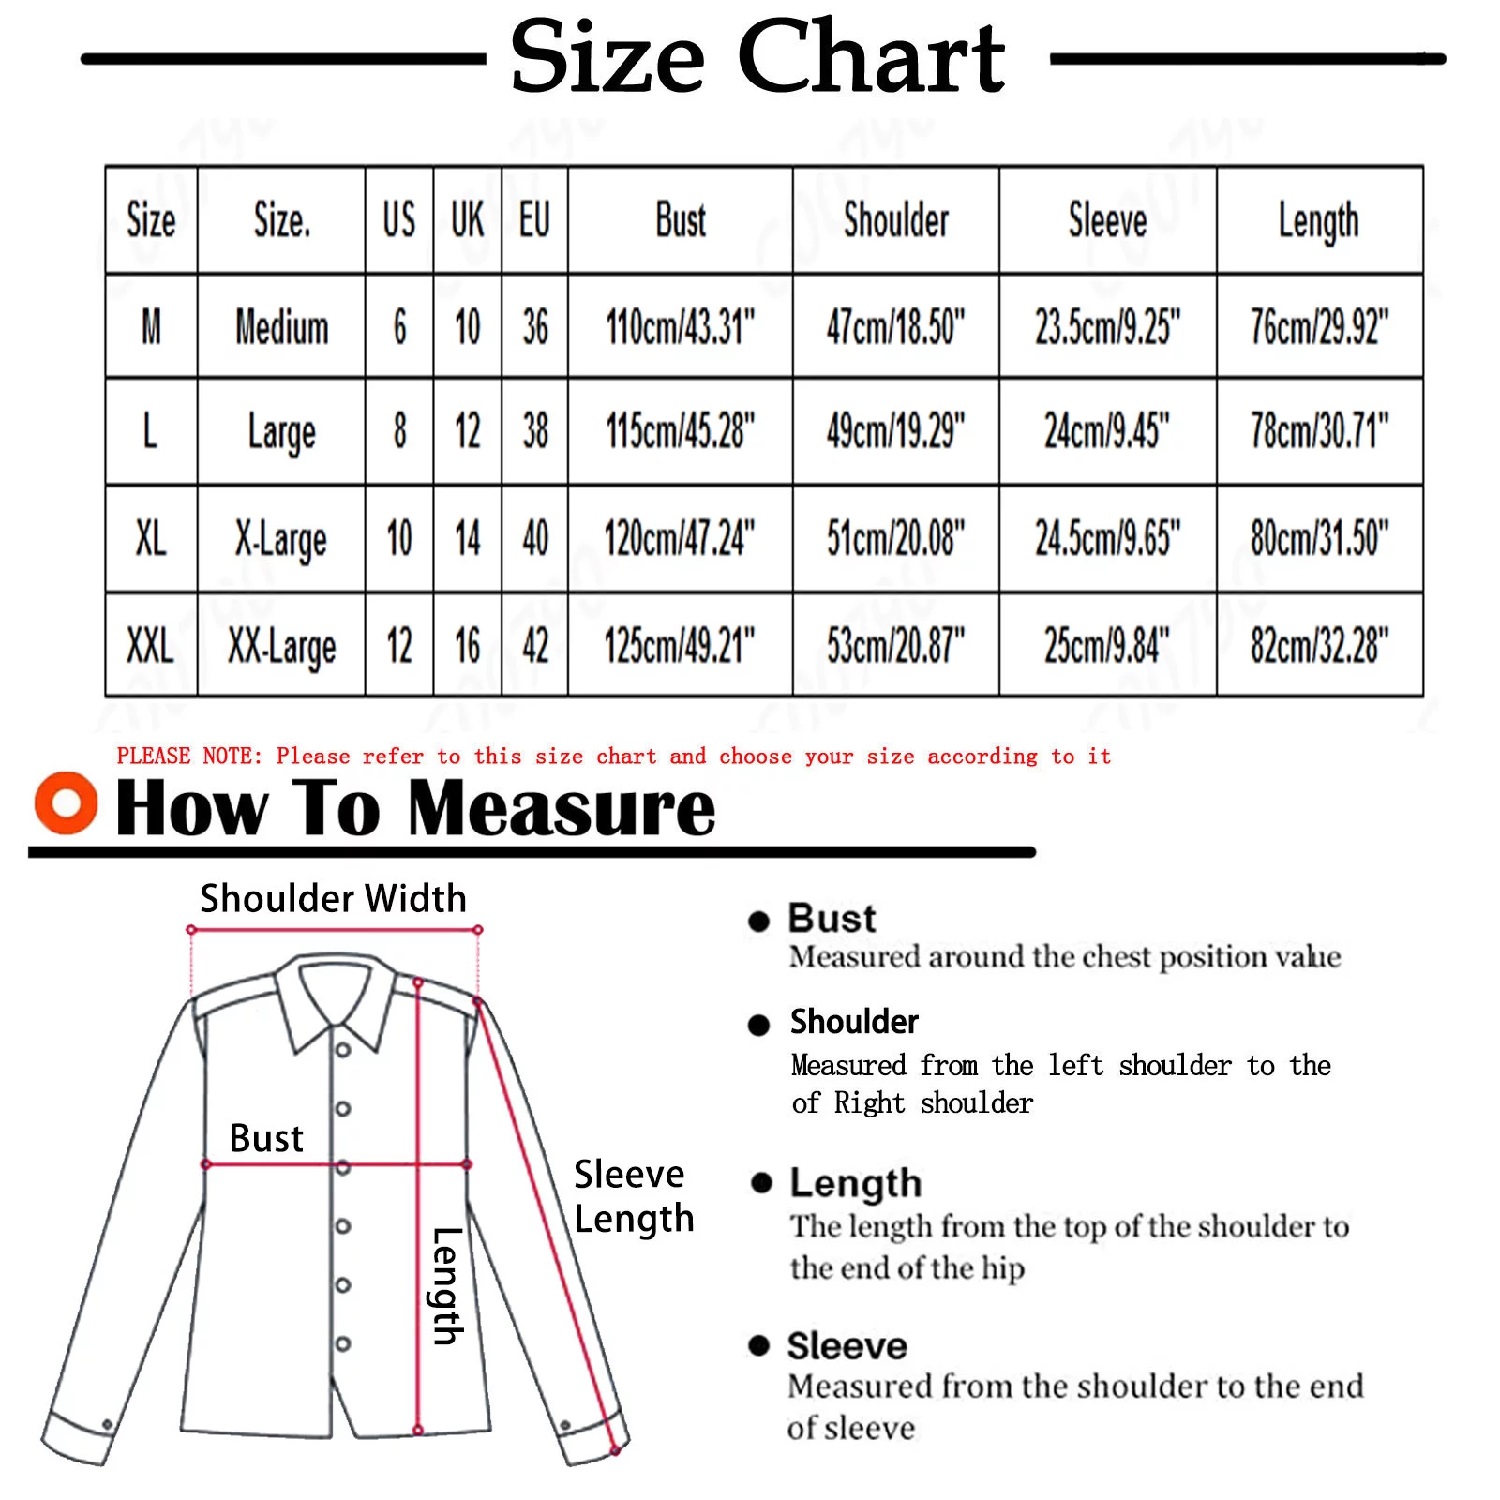 Size Chart
Size Size. US UK EU Bust Shoulder Sleeve Length
M Medium 6 10 36 110cm/43.31" 47cm/18.50" 23.5cm/9.25" 76cm/29.92"
L Large 8 12 38 115cm/45.28" 49cm/19.29" 24cm/9.45" 78cm/30.71"
XL X-Large 10 14 40 120cm/47.24" 51cm/20.08" 24.5cm/9.65" 80cm/31.50"
XXL XX-Large 12 16 42 125cm/49.21" 53cm/20.87" 25cm/9.84" 82cm/32.28"
PLEASE NOTE: Please refer to this size chart and choose your size according to it
How To Measure
Shoulder Width
Bust
Length
Sleeve
Length
Bust
Measured around the chest position value
Shoulder
Measured from the left shoulder to the
of Right shoulder
Length
The length from the top of the shoulder to
the end of the hip
Sleeve
Measured from the shoulder to the end
of sleeve